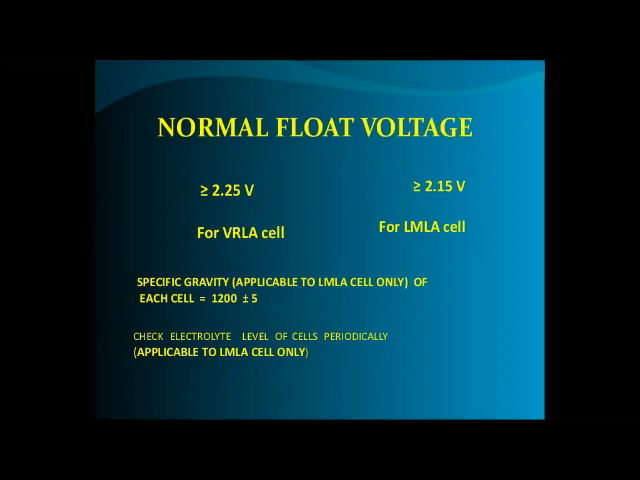 NORMAL FLOAT VOLTAGE
≥ 2.25 V
For VRLA cell
≥ 2.15 V
For LMLA cell
SPECIFIC GRAVITY (APPLICABLE TO LMLA CELL ONLY) OF
EACH CELL = 1200 ± 5
CHECK ELECTROLYTE LEVEL OF CELLS PERIODICALLY
(APPLICABLE TO LMLA CELL ONLY)